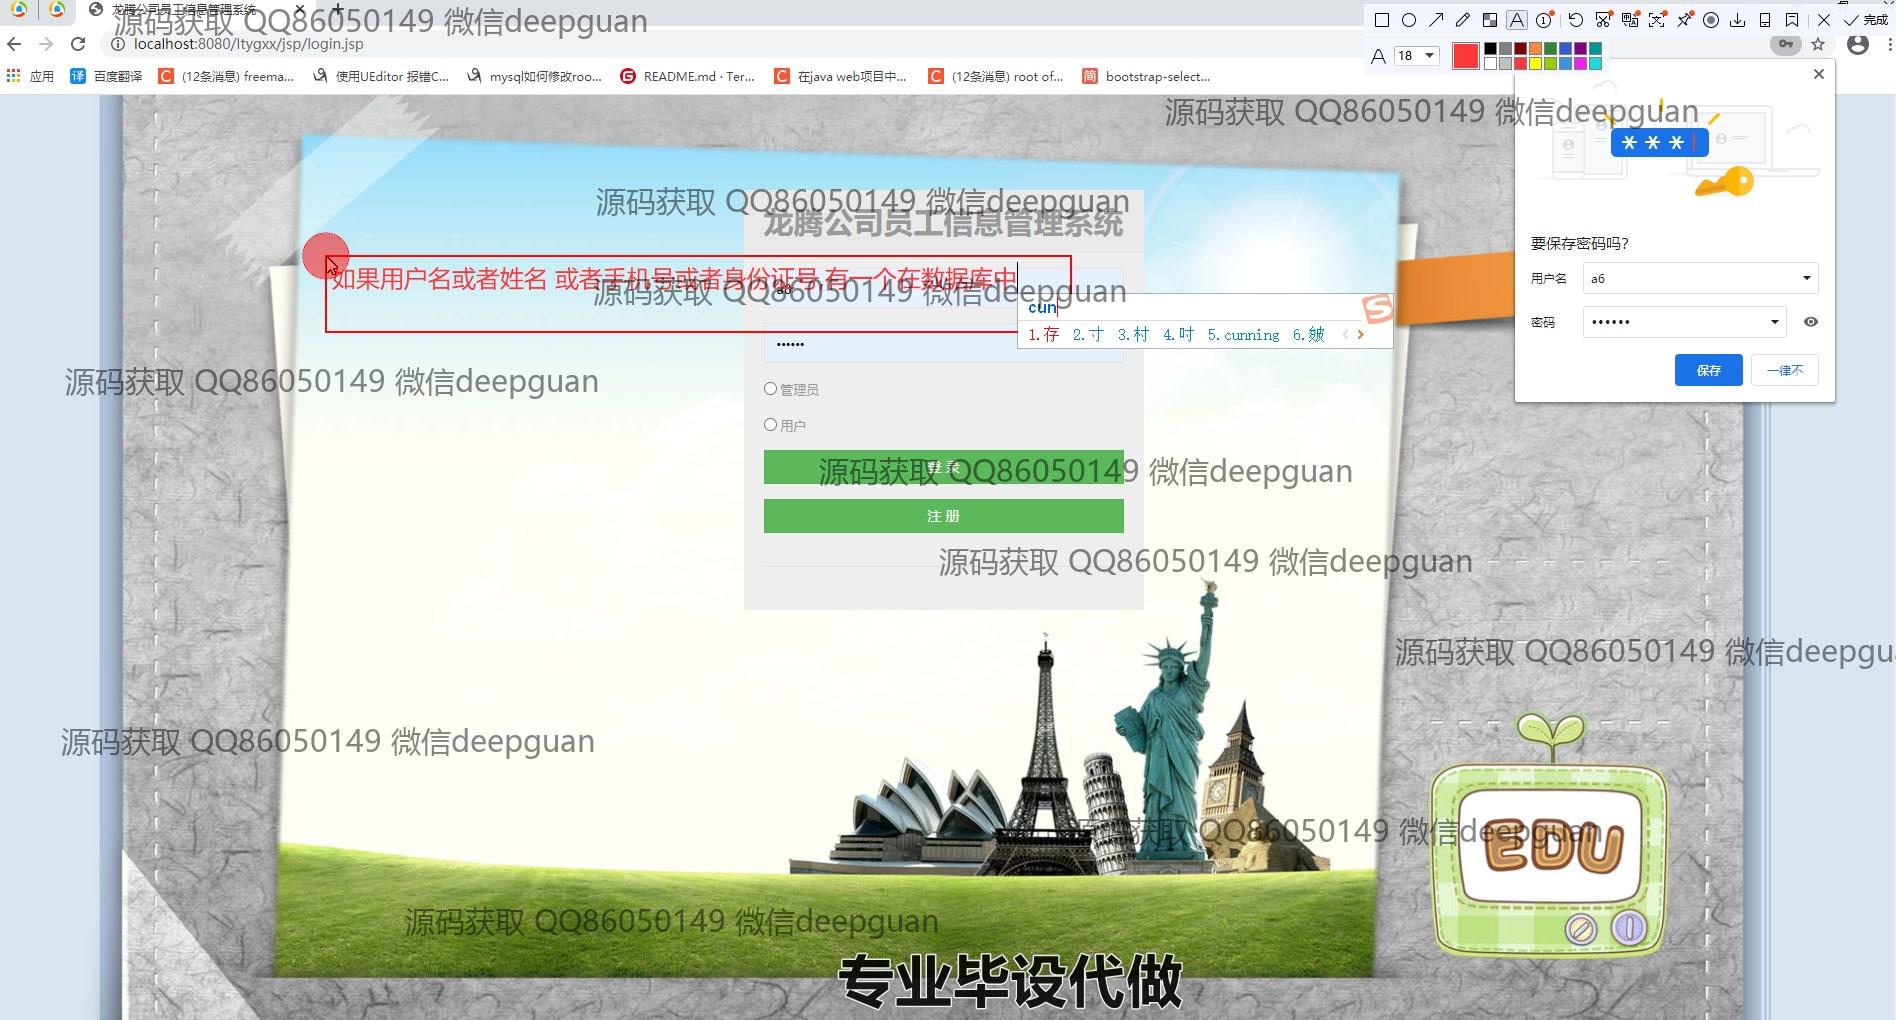 龙腾公司员工信息管理系统
源码获取 QQ86050149 微信deepguan
完成
localhost:8080/ltygxx/jsp/login.jsp
A 18
应用
译 百度翻译
C (12条消息) freema...
使用UEditor 报错C...
mysql如何修改roo...
G README.md · Ter...
C 在java web项目中...
C (12条消息) root of...
简 bootstrap-select...
源码获取 QQ86050149 微信deepguan
***
源码获取 QQ86050149 微信deepguan
龙腾公司员工信息管理系统
要保存密码吗?
如果用户名或者姓名 或者手机号或者身份证号,有一个在数据库中
用户名 a6
源码获取 QQ86050149 微信deepguan
cun
1.存 2.寸 3.村 4.吋 5.cunning 6.皴
密码 ••••••
••••••
保存
一律不
源码获取 QQ86050149 微信deepguan
管理员
用户
登 录
源码获取 QQ86050149 微信deepguan
注 册
源码获取 QQ86050149 微信deepguan
源码获取 QQ86050149 微信deepgu
源码获取 QQ86050149 微信deepguan
获取 QQ86050149 微信deepguan
EDU
源码获取 QQ86050149 微信deepguan
专业毕设代做